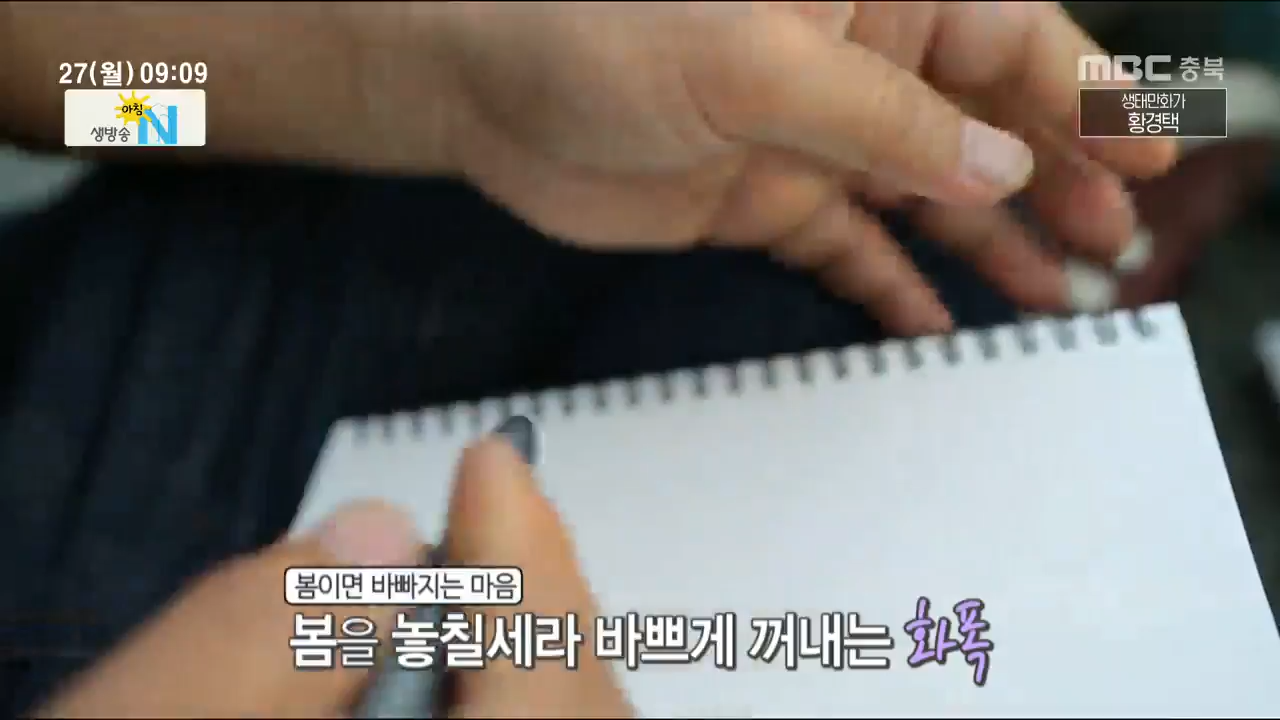 27(월) 09:09
아침
생방송 N
MBC 충북
생태만화가
황경택
봄이면 바빠지는 마음
봄을 놓칠세라 바쁘게 꺼내는 화폭